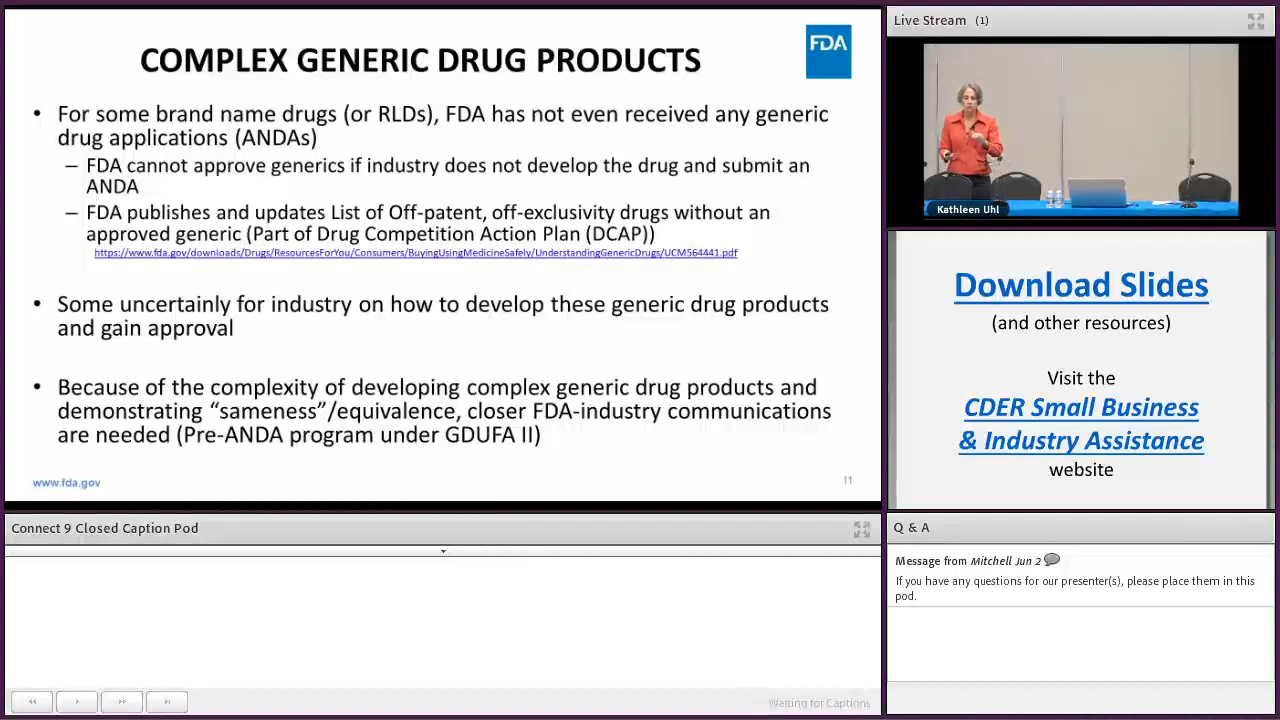 COMPLEX GENERIC DRUG PRODUCTS
FDA
• For some brand name drugs (or RLDs), FDA has not even received any generic
drug applications (ANDAs)
– FDA cannot approve generics if industry does not develop the drug and submit an
ANDA
– FDA publishes and updates List of Off-patent, off-exclusivity drugs without an
approved generic (Part of Drug Competition Action Plan (DCAP))
https://www.fda.gov/downloads/Drugs/ResourcesForYou/Consumers/BuyingUsingMedicineSafely/UnderstandingGenericDrugs/UCM564441.pdf
• Some uncertainly for industry on how to develop these generic drug products
and gain approval
• Because of the complexity of developing complex generic drug products and
demonstrating “sameness”/equivalence, closer FDA-industry communications
are needed (Pre-ANDA program under GDUFA II)
www.fda.gov
11
Live Stream (1)
Kathleen Uhl
Download Slides
(and other resources)
Visit the
CDER Small Business
& Industry Assistance
website
Connect 9 Closed Caption Pod
Waiting for Captions
Q & A
Message from Mitchell Jun 2
If you have any questions for our presenter(s), please place them in this
pod.